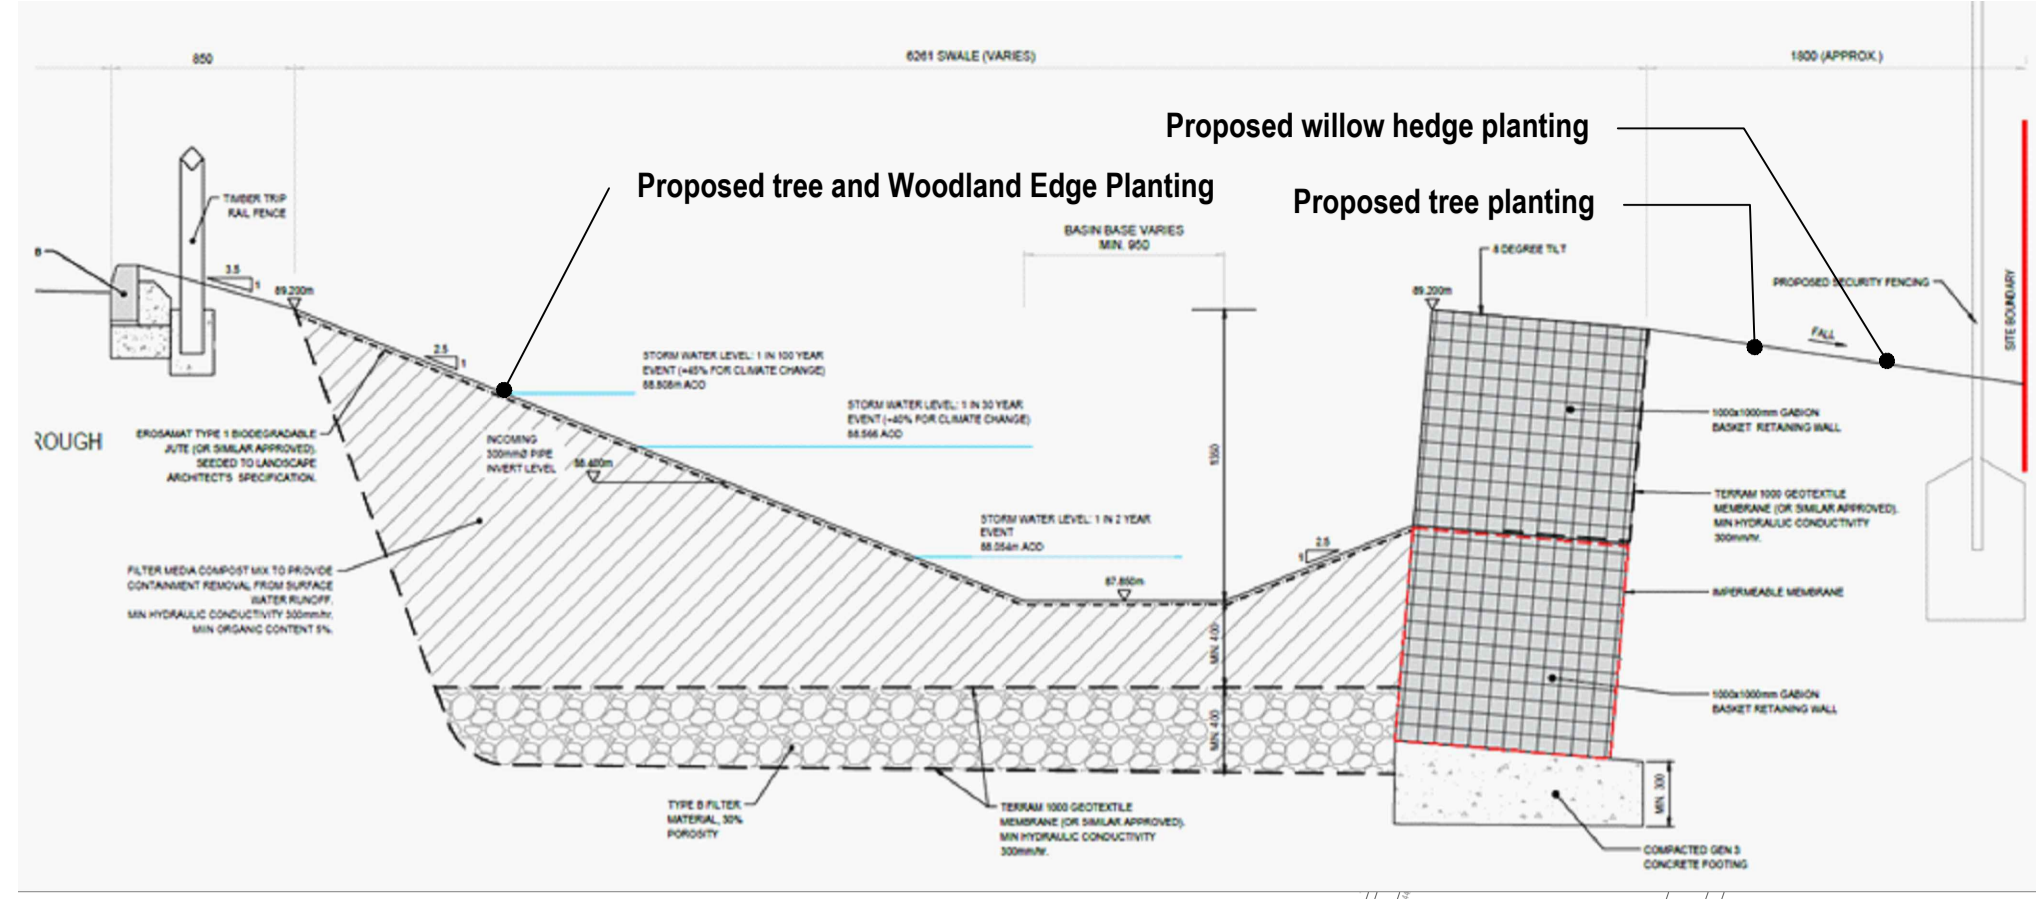 850
6261 SWALE (VARIES)
1800 (APPROX.)
Proposed willow hedge planting
Proposed tree and Woodland Edge Planting
Proposed tree planting
TIMBER TRIP
RAIL FENCE
BASIN BASE VARIES
MIN. 950
8 DEGREE TILT
B
3.5
1
89.200m
89.200m
PROPOSED SECURITY FENCING
SITE BOUNDARY
FALL
2.5
1
STORM WATER LEVEL: 1 IN 100 YEAR
EVENT (+45% FOR CLIMATE CHANGE)
88.808m AOD
STORM WATER LEVEL: 1 IN 30 YEAR
EVENT (+40% FOR CLIMATE CHANGE)
88.566 AOD
1000x1000mm GABION
BASKET RETAINING WALL
ROUGH
EROSAMAT TYPE 1 BIODEGRADABLE
JUTE (OR SIMILAR APPROVED).
SEEDED TO LANDSCAPE
ARCHITECT'S SPECIFICATION.
INCOMING
300mmØ PIPE
INVERT LEVEL
88.400m
1350
TERRAM 1000 GEOTEXTILE
MEMBRANE (OR SIMILAR APPROVED).
MIN HYDRAULIC CONDUCTIVITY
300mm/hr.
STORM WATER LEVEL: 1 IN 2 YEAR
EVENT
88.054m AOD
2.5
1
FILTER MEDIA COMPOST MIX TO PROVIDE
CONTAINMENT REMOVAL FROM SURFACE
WATER RUNOFF.
MIN HYDRAULIC CONDUCTIVITY 300mm/hr.
MIN ORGANIC CONTENT 5%.
87.850m
IMPERMEABLE MEMBRANE
MIN. 400
MIN. 400
1000x1000mm GABION
BASKET RETAINING WALL
TYPE B FILTER
MATERIAL, 30%
POROSITY
TERRAM 1000 GEOTEXTILE
MEMBRANE (OR SIMILAR APPROVED).
MIN HYDRAULIC CONDUCTIVITY
300mm/hr.
MIN. 300
COMPACTED GEN 3
CONCRETE FOOTING